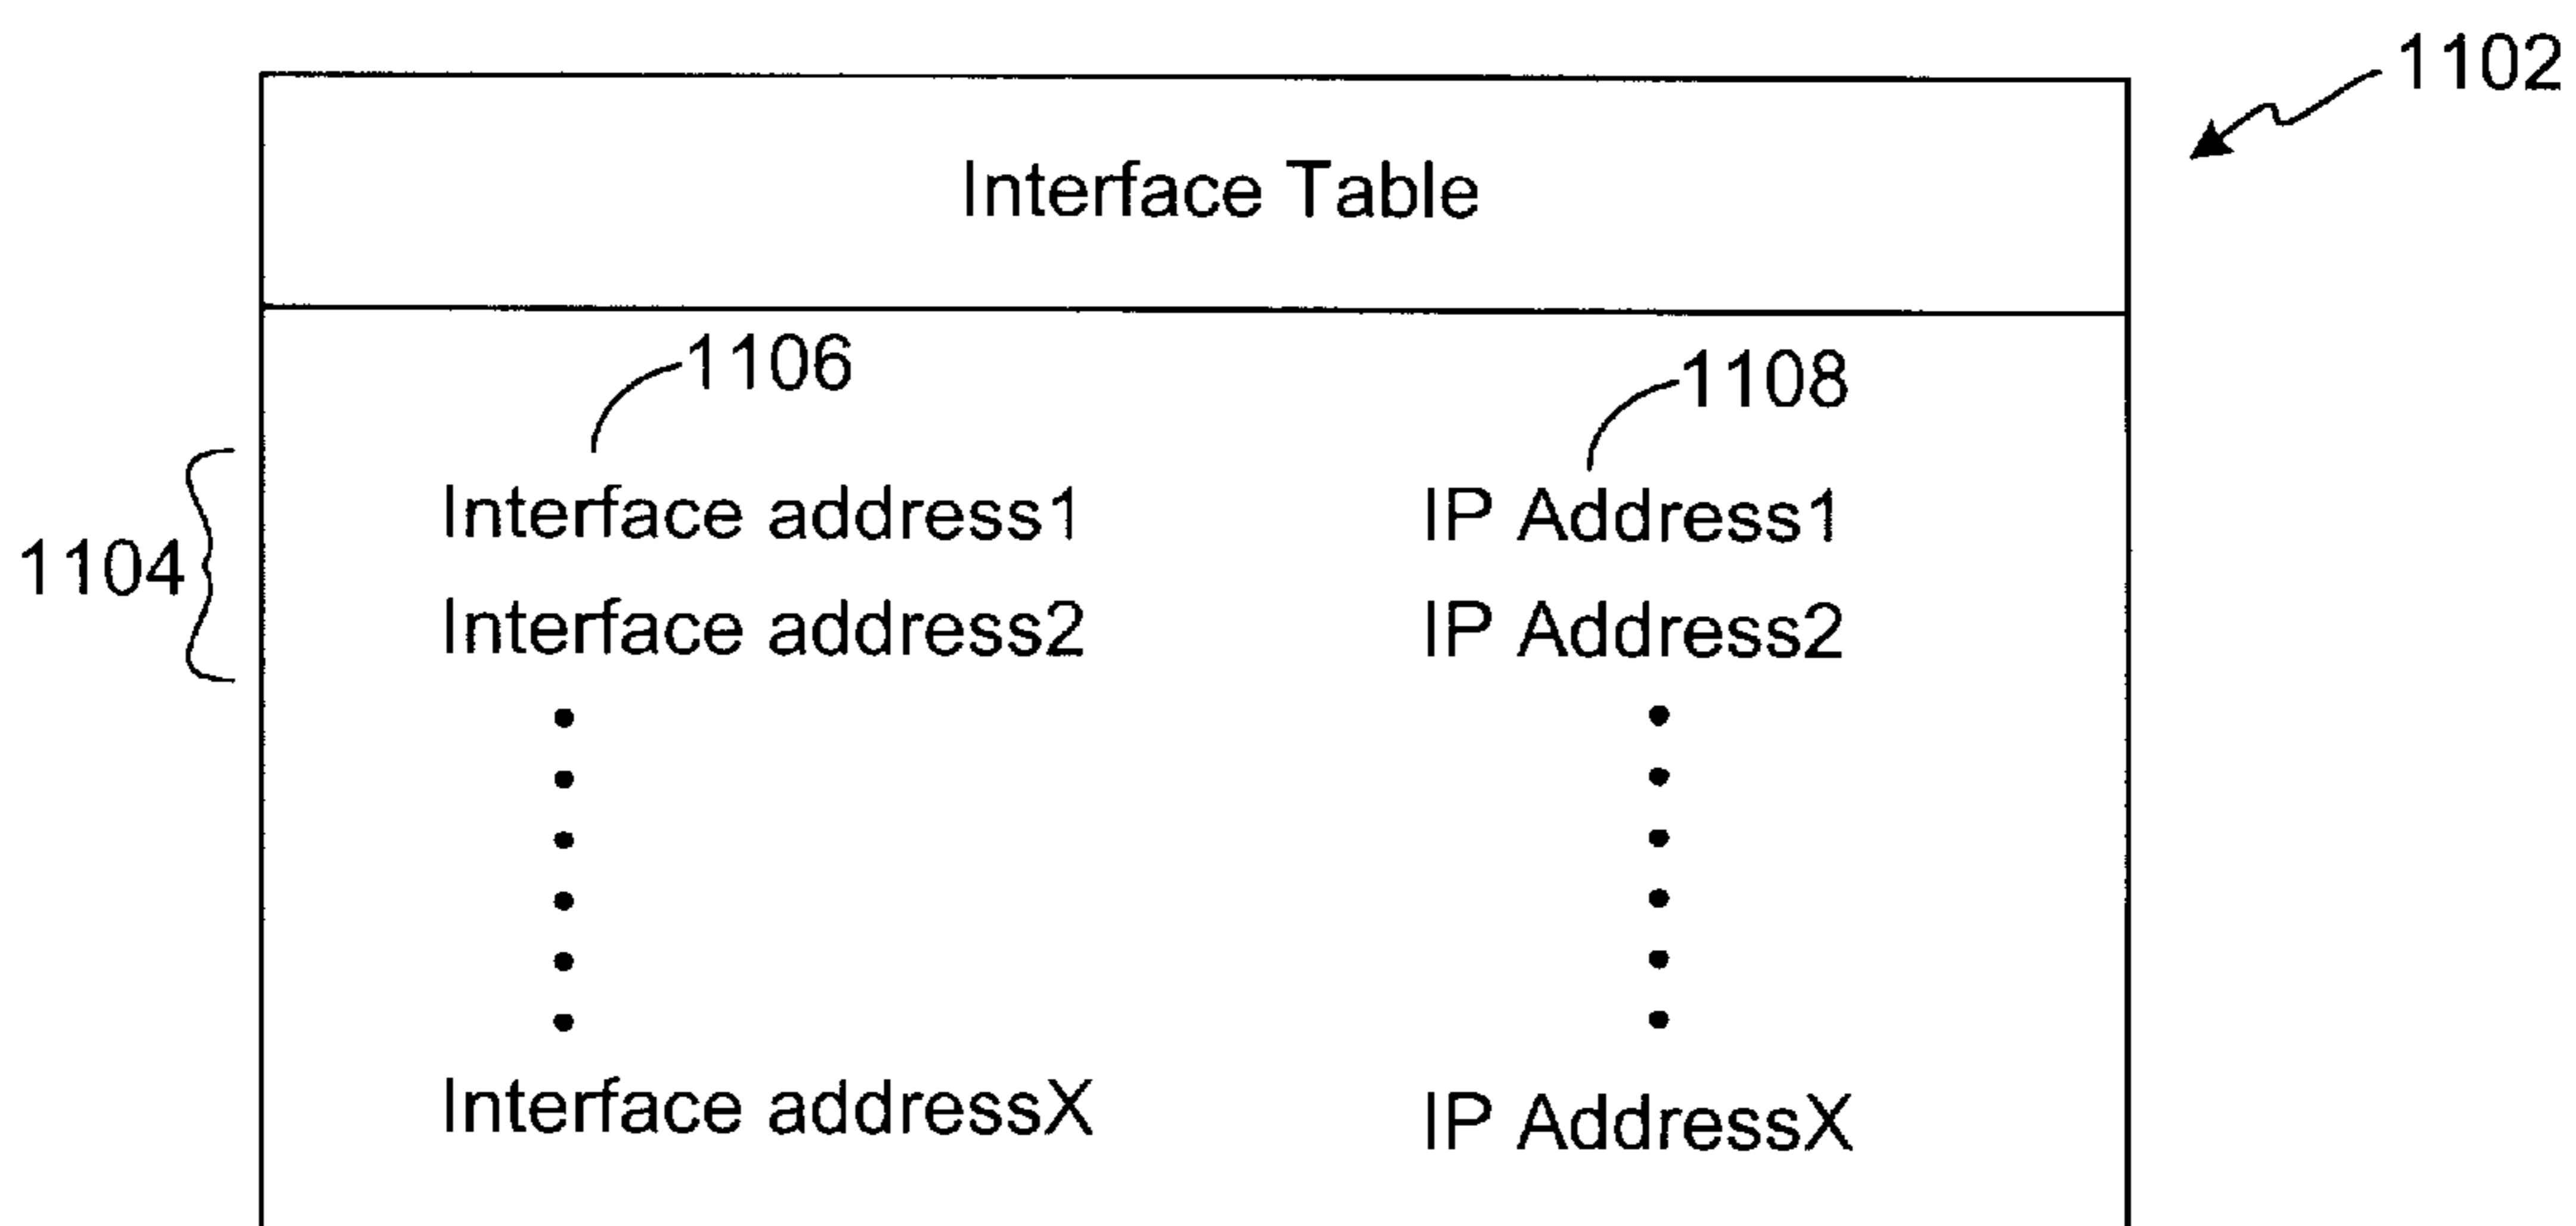 1102
Interface Table
1106
1108
1104
Interface address1 IP Address1
Interface address2 IP Address2
Interface addressX IP AddressX